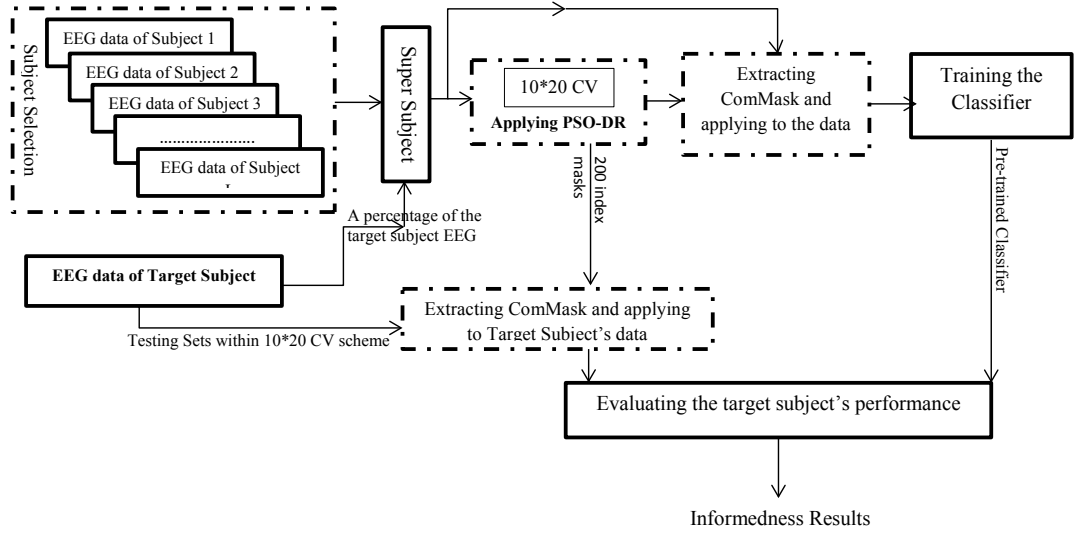 Subject Selection
EEG data of Subject 1
EEG data of Subject 2
EEG data of Subject 3
........................
EEG data of Subject
Super Subject
10*20 CV
Applying PSO-DR
Extracting
ComMask and
applying to the data
Training the
Classifier
200 index
masks
Pre-trained Classifier
A percentage of the
target subject EEG
EEG data of Target Subject
Testing Sets within 10*20 CV scheme
Extracting ComMask and applying
to Target Subject's data
Evaluating the target subject's performance
Informedness Results